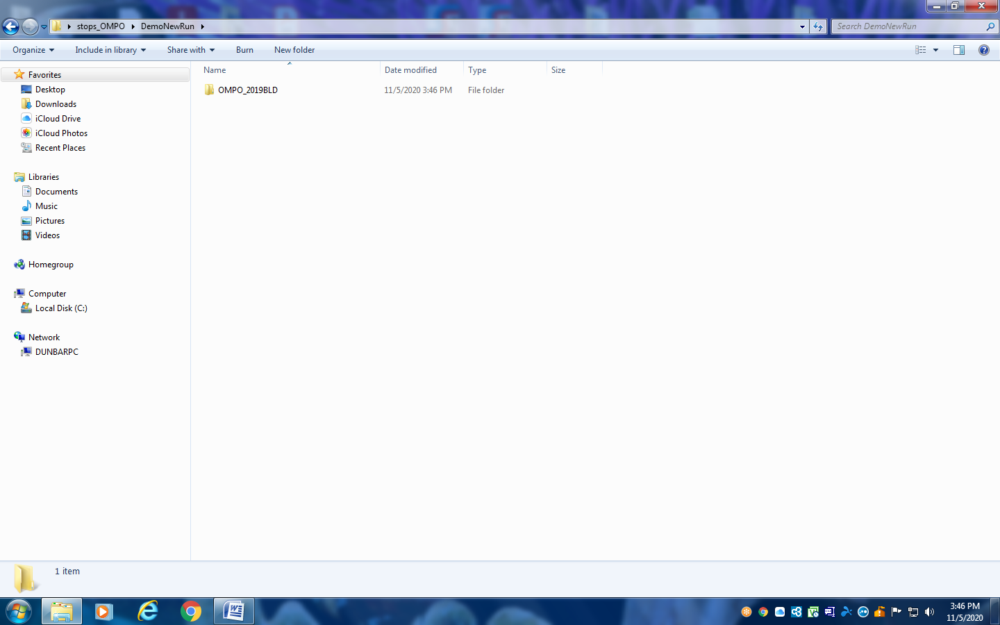 stops_OMPO DemoNewRun
Search DemoNewRun
Organize Include in library Share with Burn New folder
Name Date modified Type Size
OMPO_2019BLD 11/5/2020 3:46 PM File folder
Favorites
Desktop
Downloads
iCloud Drive
iCloud Photos
Recent Places
Libraries
Documents
Music
Pictures
Videos
Homegroup
Computer
Local Disk (C:)
Network
DUNBARPC
1 item
3:46 PM
11/5/2020